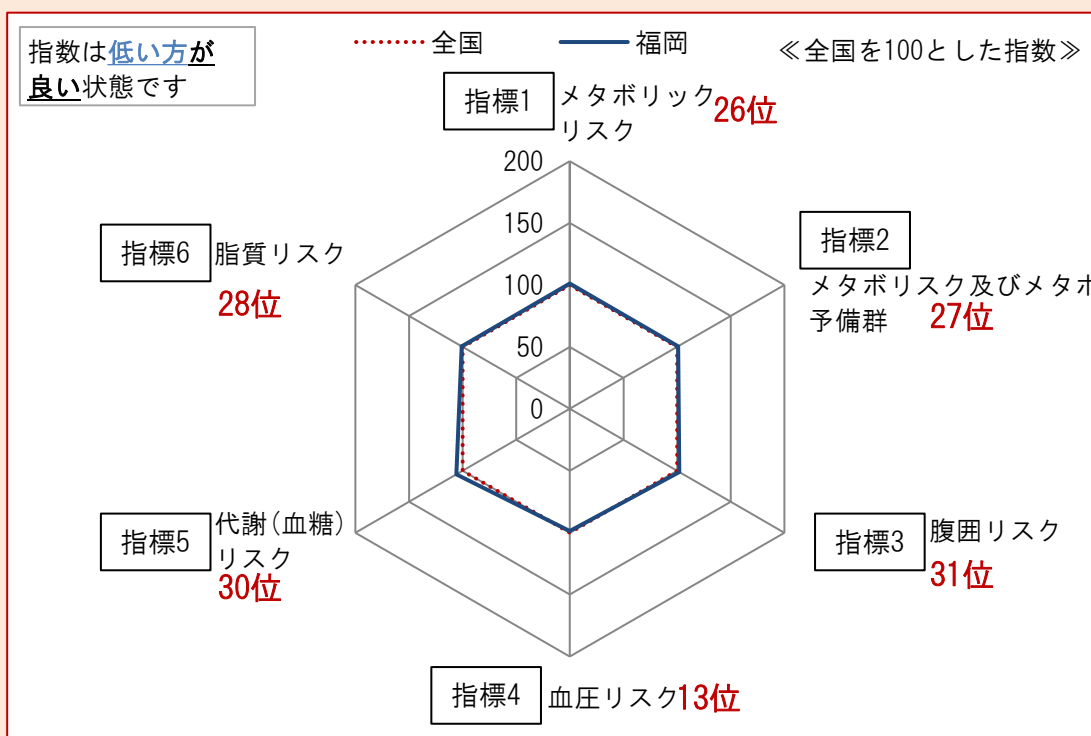 指数は低い方が
良い状態です
全国
福岡
≪全国を100とした指数≫
指標1
メタボリック
リスク
26位
指標2
メタボリスク及びメタボ
予備群
27位
指標3
腹囲リスク
31位
指標4
血圧リスク
13位
指標5
代謝(血糖)
リスク
30位
指標6
脂質リスク
28位
200
150
100
50
0